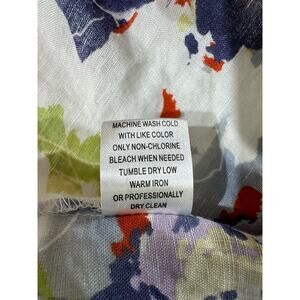 MACHINE WASH COLD
WITH LIKE COLOR
ONLY NON-CHLORINE
BLEACH WHEN NEEDED
TUMBLE DRY LOW
WARM IRON
OR PROFESSIONALLY
DRY CLEAN